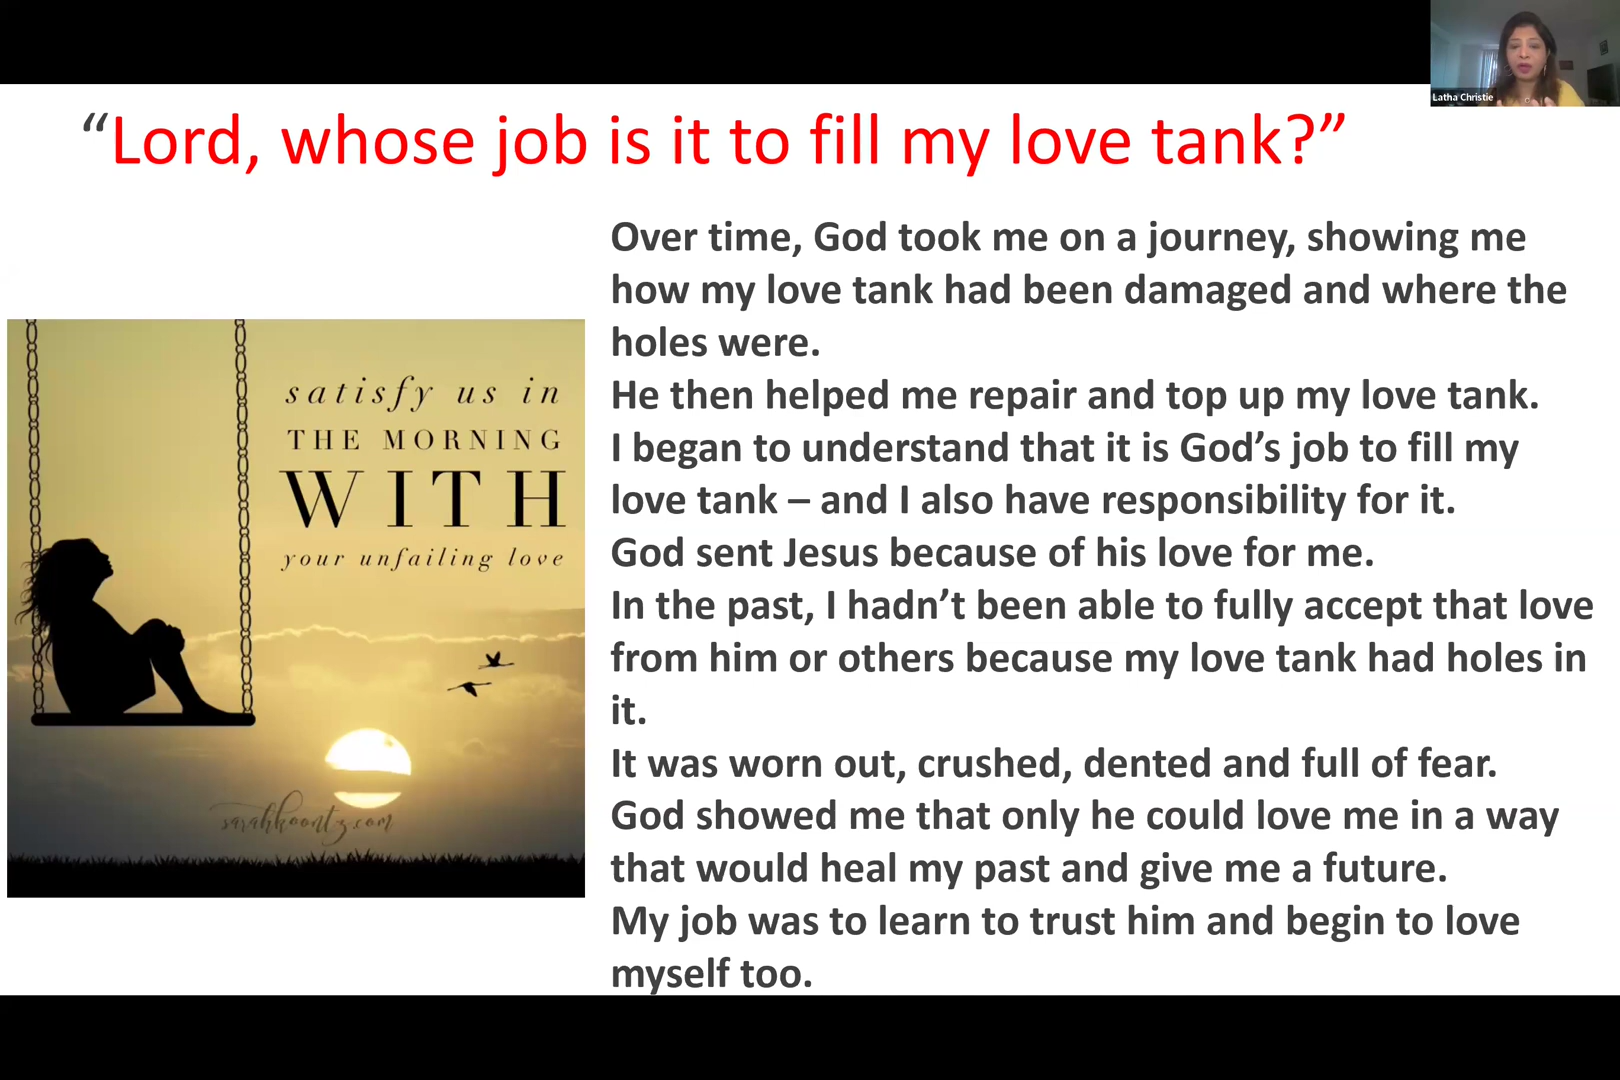 Latha Christie
“Lord, whose job is it to fill my love tank?”
Over time, God took me on a journey, showing me
how my love tank had been damaged and where the
holes were.
He then helped me repair and top up my love tank.
I began to understand that it is God’s job to fill my
love tank – and I also have responsibility for it.
God sent Jesus because of his love for me.
In the past, I hadn’t been able to fully accept that love
from him or others because my love tank had holes in
it.
It was worn out, crushed, dented and full of fear.
God showed me that only he could love me in a way
that would heal my past and give me a future.
My job was to learn to trust him and begin to love
myself too.
satisfy us in
THE MORNING
WITH
your unfailing love
sarahkoontz.com